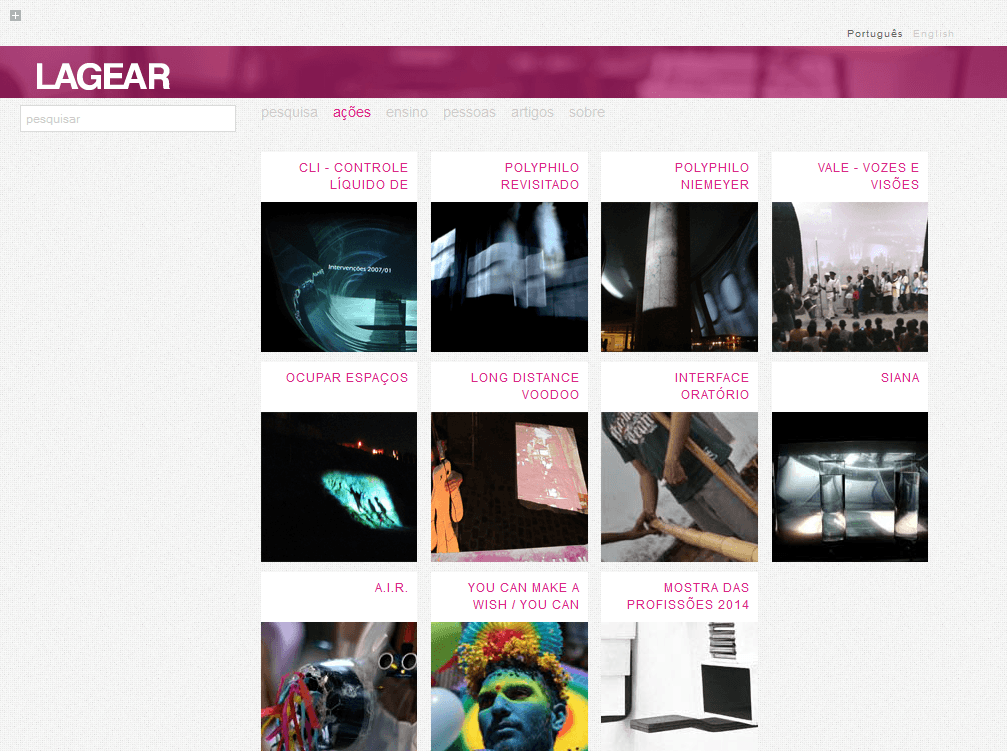 Português English
LAGEAR
pesquisar
pesquisa ações ensino pessoas artigos sobre
CLI - CONTROLE
LÍQUIDO DE
POLYPHILO
REVISITADO
POLYPHILO
NIEMEYER
VALE - VOZES E
VISÕES
Intervenções 2007/01
OCUPAR ESPAÇOS
LONG DISTANCE
VOODOO
INTERFACE
ORATÓRIO
SIANA
A.I.R.
YOU CAN MAKE A
WISH / YOU CAN
MOSTRA DAS
PROFISSÕES 2014